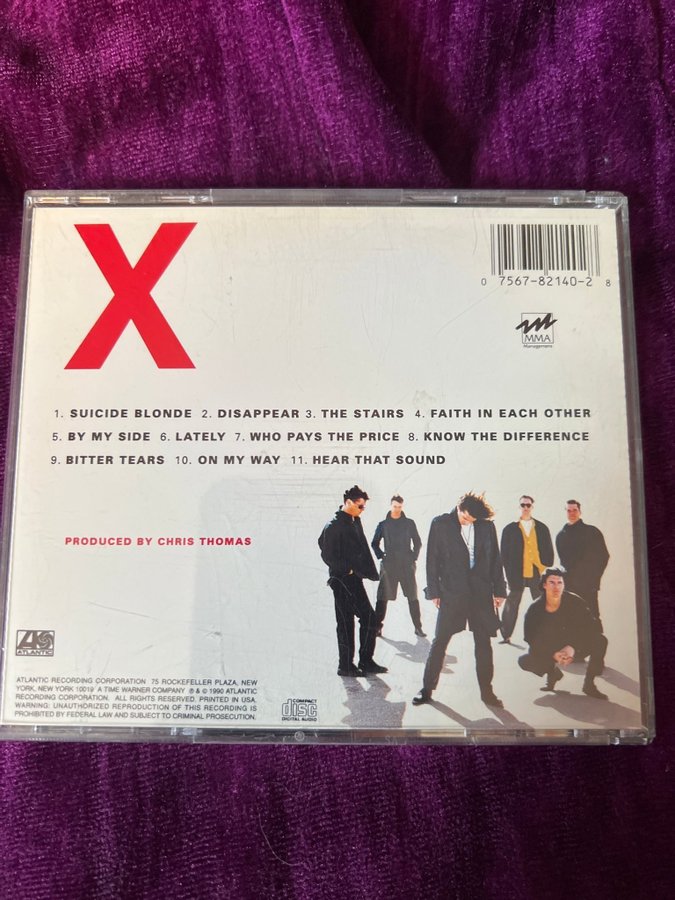 X
0 7567-82140-2 8
MMA
Management
1. SUICIDE BLONDE 2. DISAPPEAR 3. THE STAIRS 4. FAITH IN EACH OTHER
5. BY MY SIDE 6. LATELY 7. WHO PAYS THE PRICE 8. KNOW THE DIFFERENCE
9. BITTER TEARS 10. ON MY WAY 11. HEAR THAT SOUND
PRODUCED BY CHRIS THOMAS
ATLANTIC
ATLANTIC RECORDING CORPORATION 75 ROCKEFELLER PLAZA, NEW
YORK, NEW YORK 10019 A TIME WARNER COMPANY ℗ & © 1990 ATLANTIC
RECORDING CORPORATION. ALL RIGHTS RESERVED. PRINTED IN USA.
WARNING: UNAUTHORIZED REPRODUCTION OF THIS RECORDING IS
PROHIBITED BY FEDERAL LAW AND SUBJECT TO CRIMINAL PROSECUTION.
COMPACT
disc
DIGITAL AUDIO